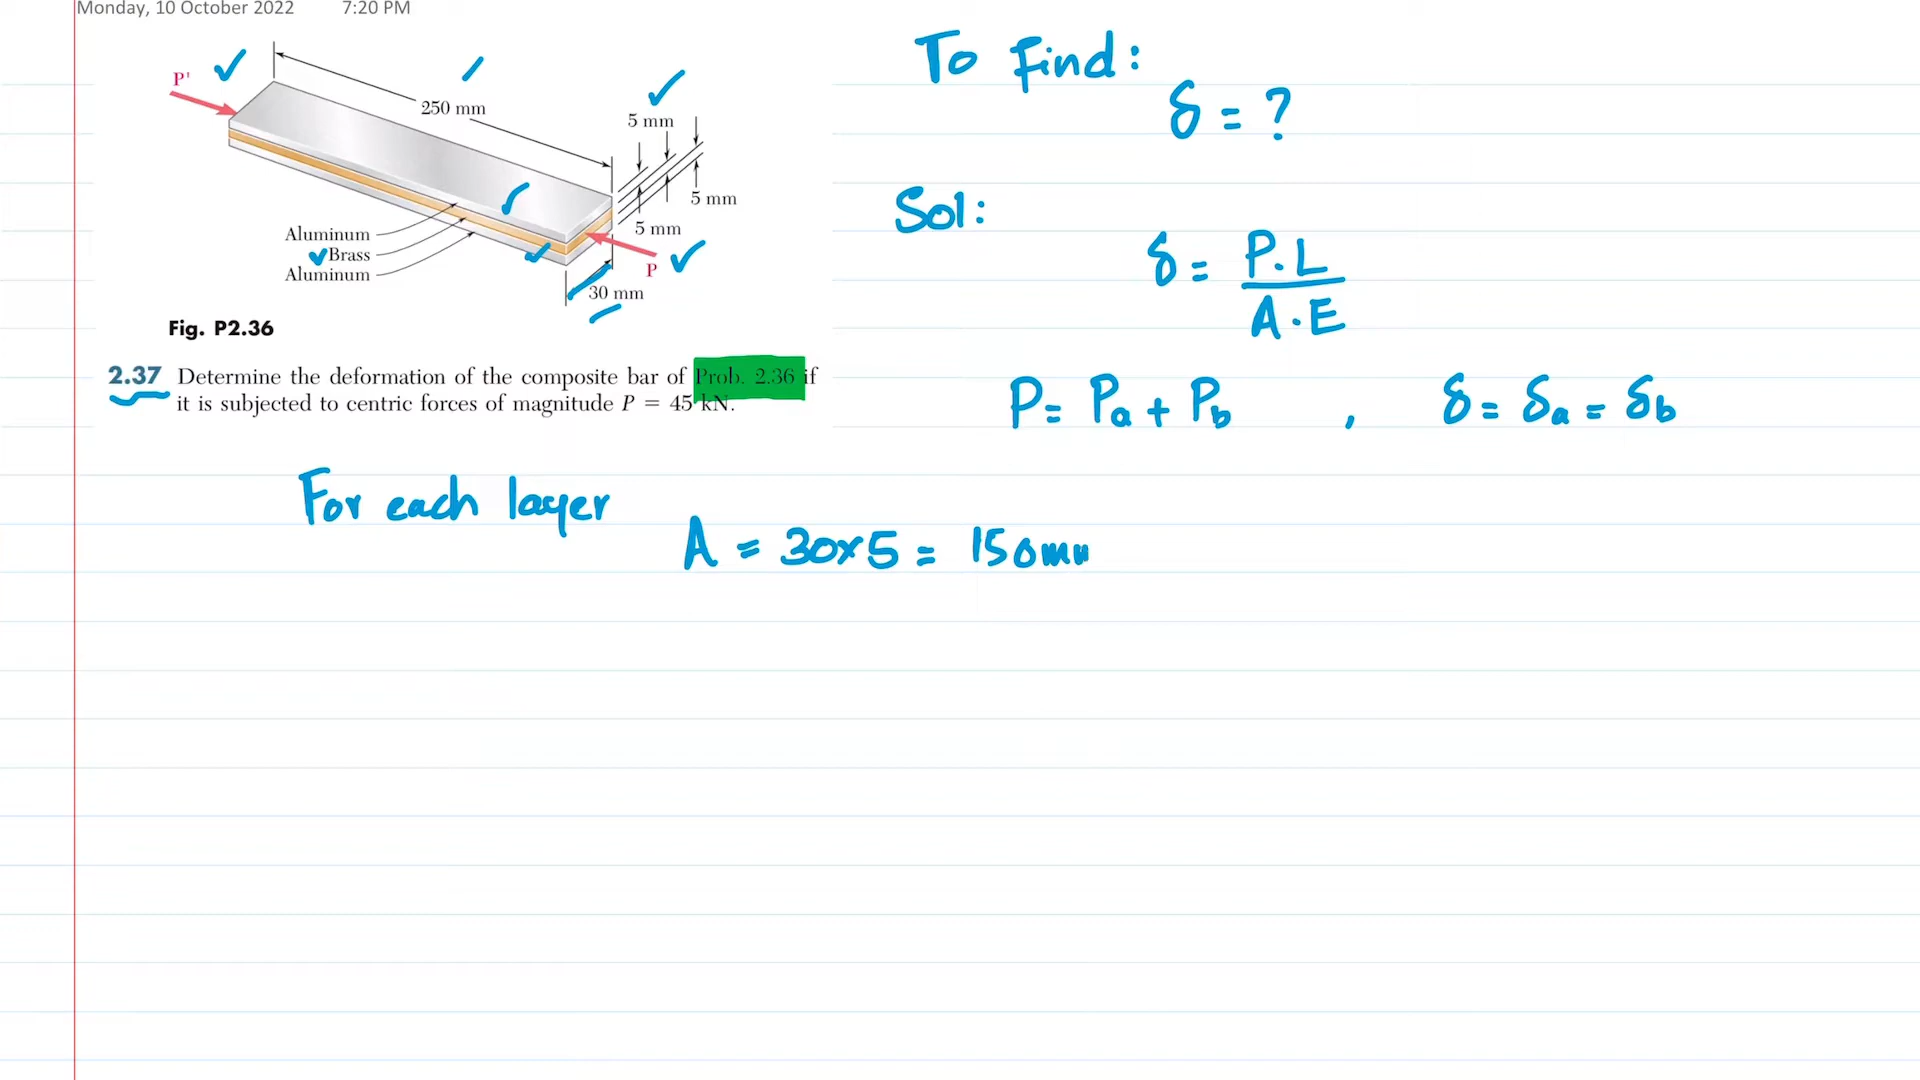 Monday, 10 October 2022 7:20 PM
P'
250 mm
5 mm
5 mm
5 mm
Aluminum
Brass
Aluminum
P
30 mm
Fig. P2.36
2.37 Determine the deformation of the composite bar of Prob. 2.36 if
it is subjected to centric forces of magnitude P = 45 kN.
To Find:
δ = ?
Sol:
δ = P.L / A.E
P = Pa + Pb , δ = δa = δb
For each layer
A = 30×5 = 150mm